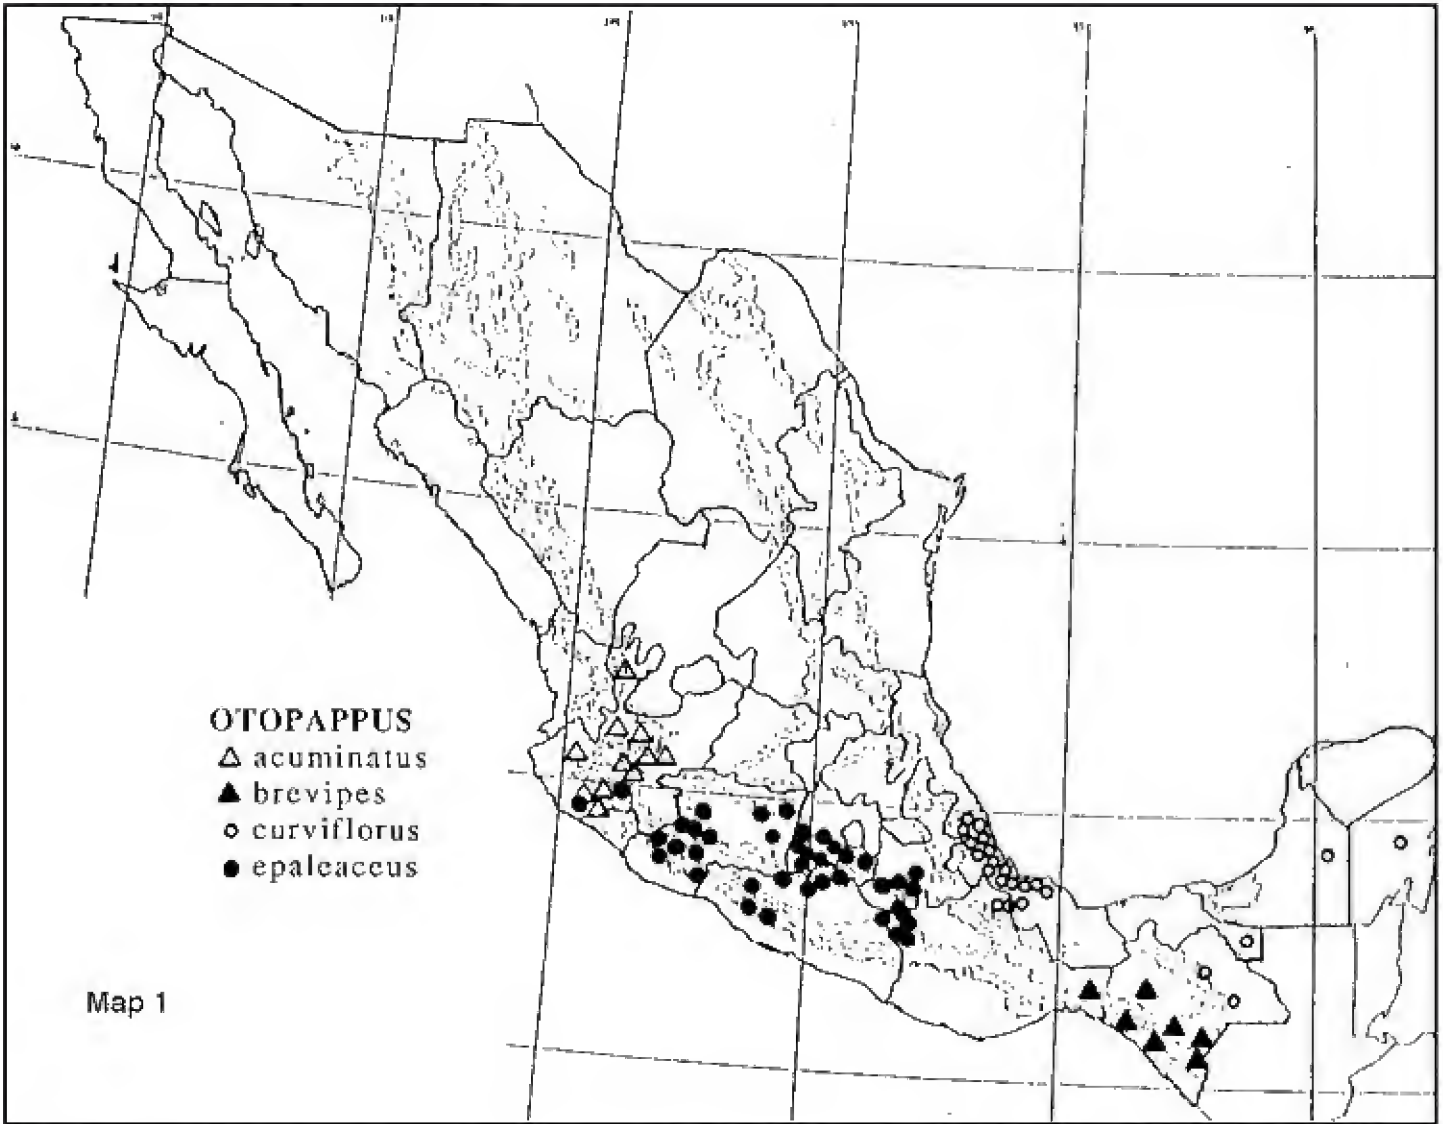 OTOPAPPUS
△ acuminatus
▲ brevipes
○ curviflorus
● epaleaceus
Map 1